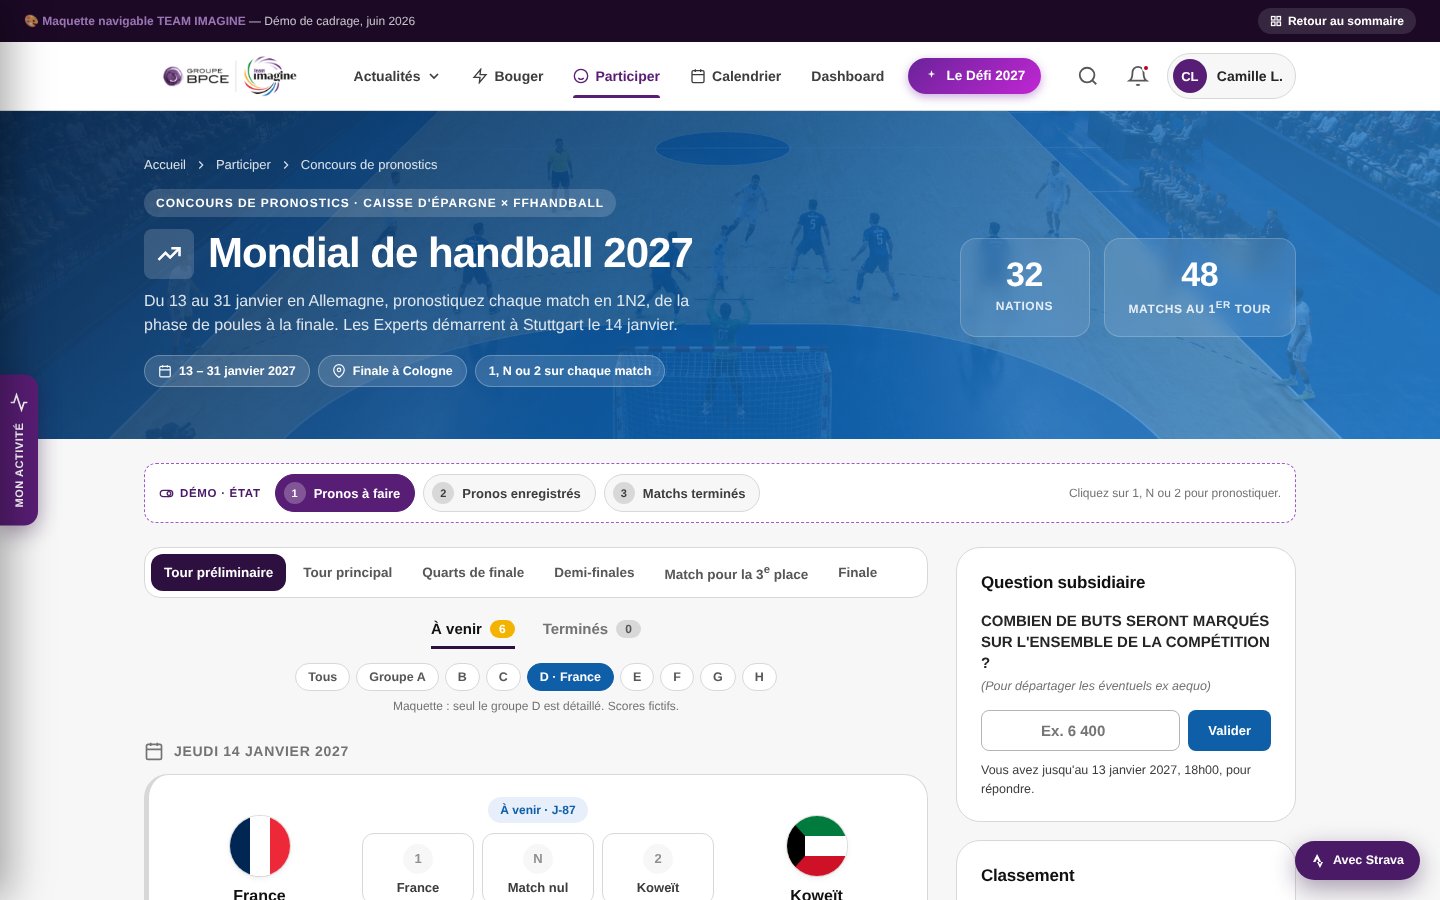 🎨 Maquette navigable TEAM IMAGINE — Démo de cadrage, juin 2026
Retour au sommaire
GROUPE BPCE
team imagine
Actualités
Bouger
Participer
Calendrier
Dashboard
Le Défi 2027
CL
Camille L.
Accueil > Participer > Concours de pronostics
CONCOURS DE PRONOSTICS · CAISSE D'ÉPARGNE × FFHANDBALL
Mondial de handball 2027
Du 13 au 31 janvier en Allemagne, pronostiquez chaque match en 1N2, de la
phase de poules à la finale. Les Experts démarrent à Stuttgart le 14 janvier.
13 – 31 janvier 2027
Finale à Cologne
1, N ou 2 sur chaque match
32
NATIONS
48
MATCHS AU 1ER TOUR
MON ACTIVITÉ
DÉMO · ÉTAT
1 Pronos à faire
2 Pronos enregistrés
3 Matchs terminés
Cliquez sur 1, N ou 2 pour pronostiquer.
Tour préliminaire
Tour principal
Quarts de finale
Demi-finales
Match pour la 3e place
Finale
À venir 6
Terminés 0
Tous
Groupe A
B
C
D · France
E
F
G
H
Maquette : seul le groupe D est détaillé. Scores fictifs.
JEUDI 14 JANVIER 2027
À venir · J-87
France
1
France
N
Match nul
2
Koweït
Koweït
Question subsidiaire
COMBIEN DE BUTS SERONT MARQUÉS
SUR L'ENSEMBLE DE LA COMPÉTITION
?
(Pour départager les éventuels ex aequo)
Ex. 6 400
Valider
Vous avez jusqu'au 13 janvier 2027, 18h00, pour
répondre.
Classement
Avec Strava